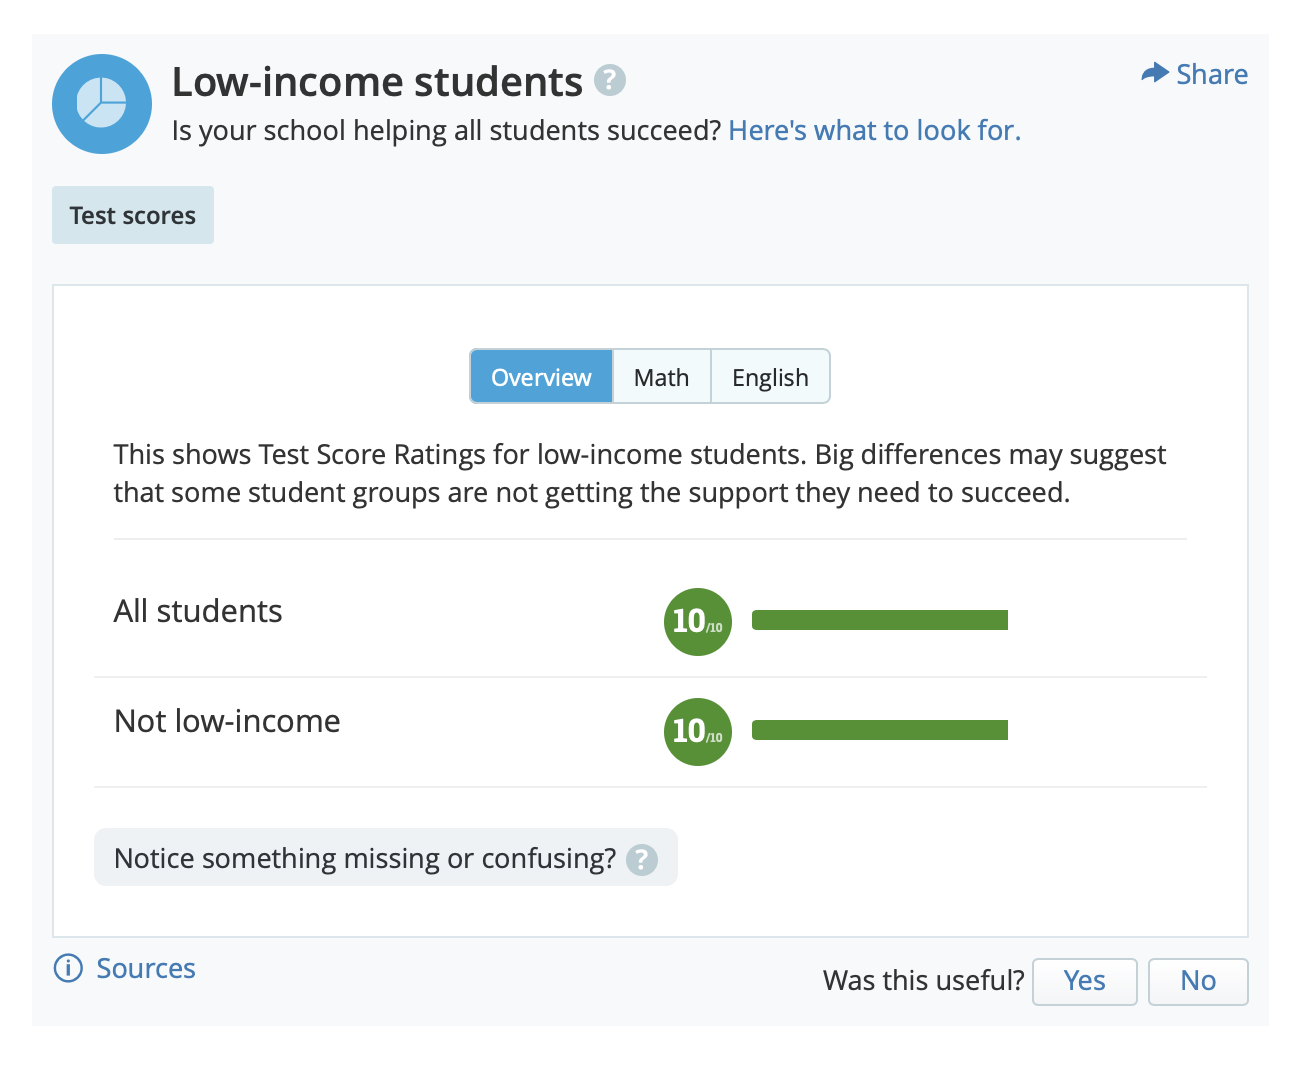 Low-income students ?
Share
Is your school helping all students succeed? Here's what to look for.
Test scores
Overview Math English
This shows Test Score Ratings for low-income students. Big differences may suggest
that some student groups are not getting the support they need to succeed.
All students 10/10
Not low-income 10/10
Notice something missing or confusing? ?
i Sources
Was this useful? Yes No